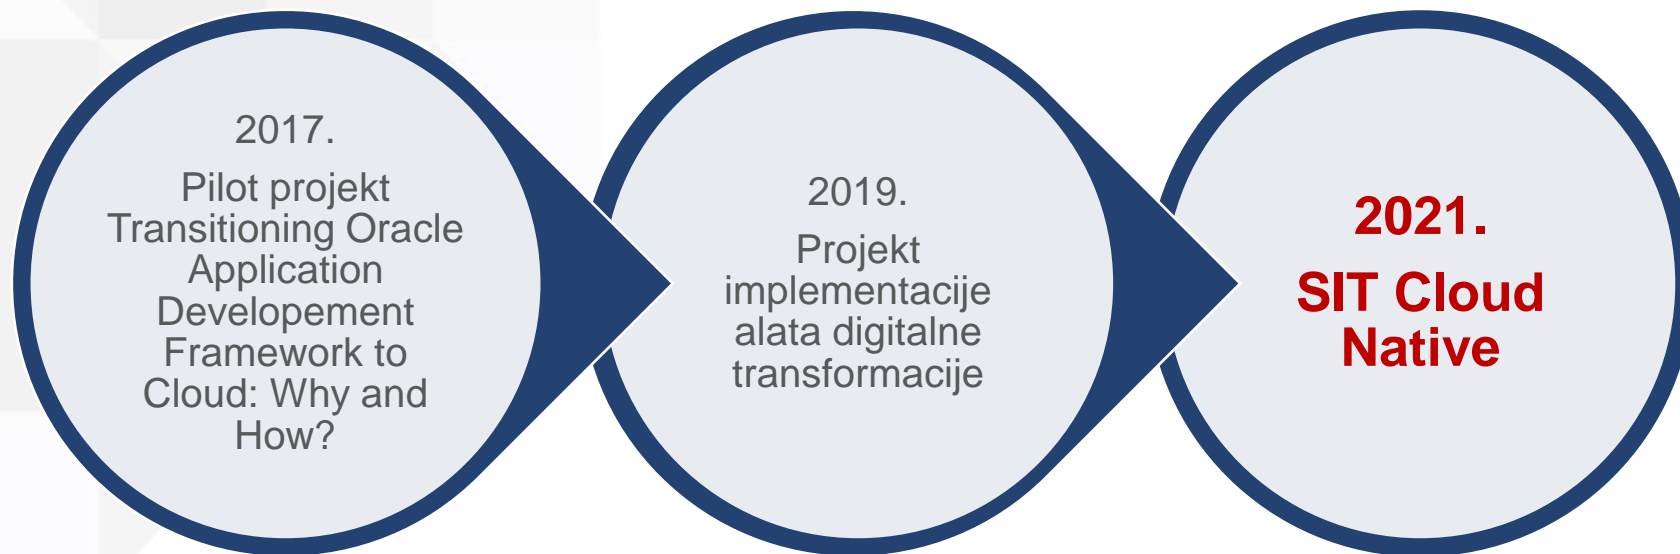 2017.
Pilot projekt
Transitioning Oracle
Application
Developement
Framework to
Cloud: Why and
How?
2019.
Projekt
implementacije
alata digitalne
transformacije
2021.
SIT Cloud
Native